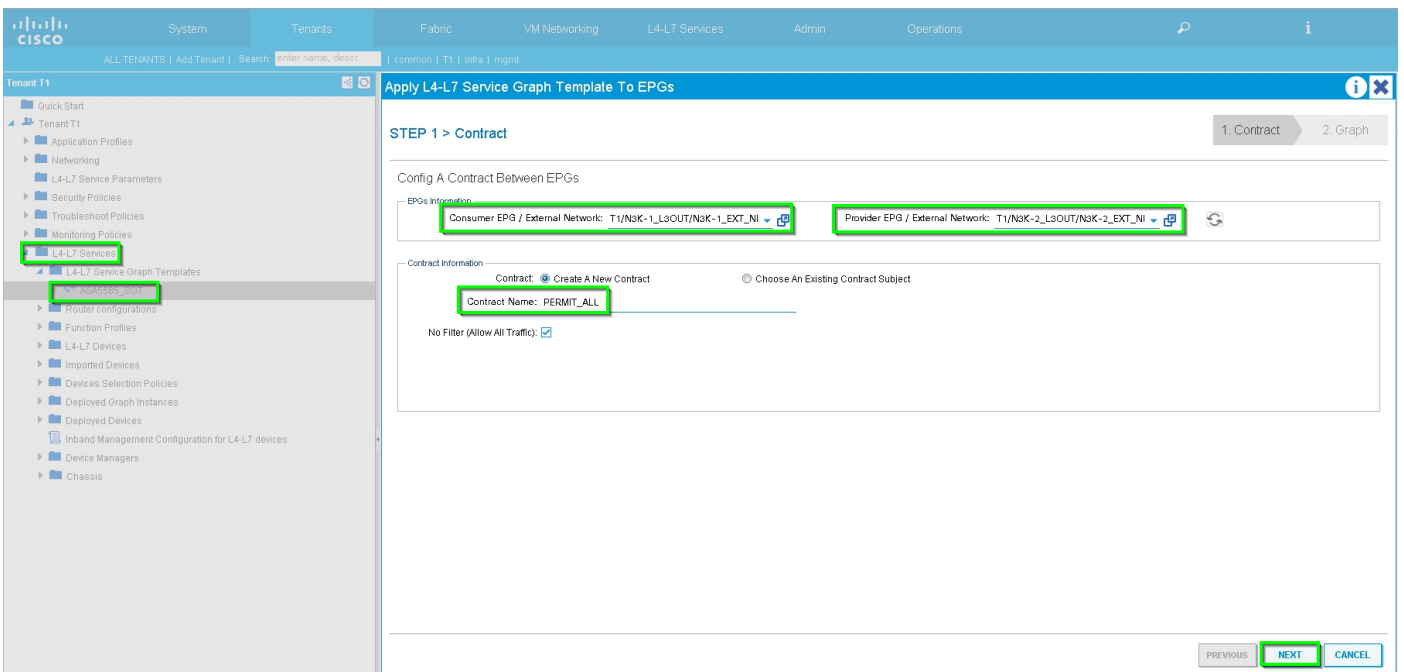 CISCO
System Tenants Fabric VM Networking L4-L7 Services Admin Operations
ALL TENANTS | Add Tenant | Search: enter name, descr | common | T1 | infra | mgmt
Tenant T1
Quick Start
Tenant T1
Application Profiles
Networking
L4-L7 Service Parameters
Security Policies
Troubleshoot Policies
Monitoring Policies
L4-L7 Services
L4-L7 Service Graph Templates
ASA5585_SGT
Router configurations
Function Profiles
L4-L7 Devices
Imported Devices
Devices Selection Policies
Deployed Graph Instances
Deployed Devices
Inband Management Configuration for L4-L7 devices
Device Managers
Chassis
Apply L4-L7 Service Graph Template To EPGs
i
STEP 1 > Contract
1. Contract 2. Graph
Config A Contract Between EPGs
EPGs Information
Consumer EPG / External Network: T1/N3K-1_L3OUT/N3K-1_EXT_NI Provider EPG / External Network: T1/N3K-2_L3OUT/N3K-2_EXT_NI
Contract Information
Contract: Create A New Contract Choose An Existing Contract Subject
Contract Name: PERMIT_ALL
No Filter (Allow All Traffic):
PREVIOUS NEXT CANCEL